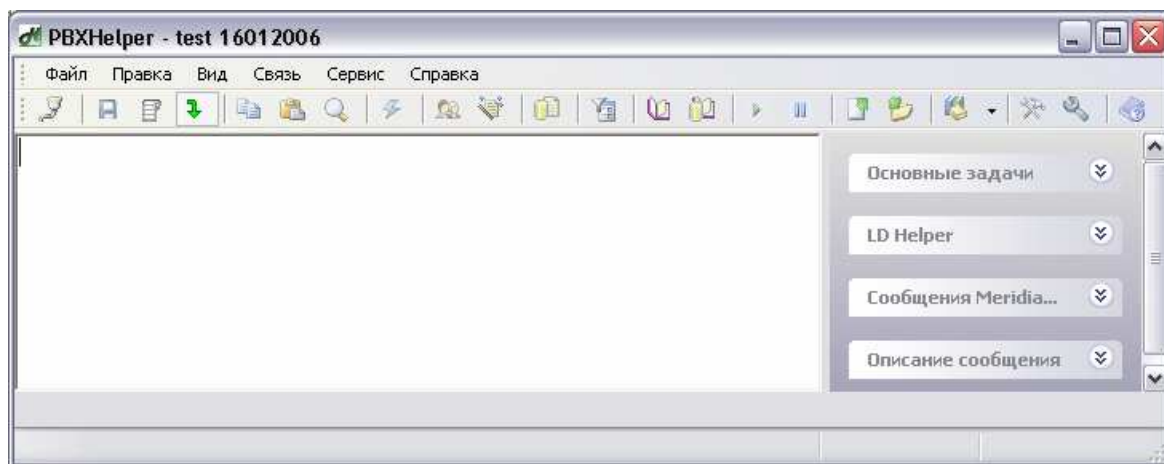 PBXHelper - test 16012006
Файл Правка Вид Связь Сервис Справка
Основные задачи
LD Helper
Сообщения Meridia...
Описание сообщения